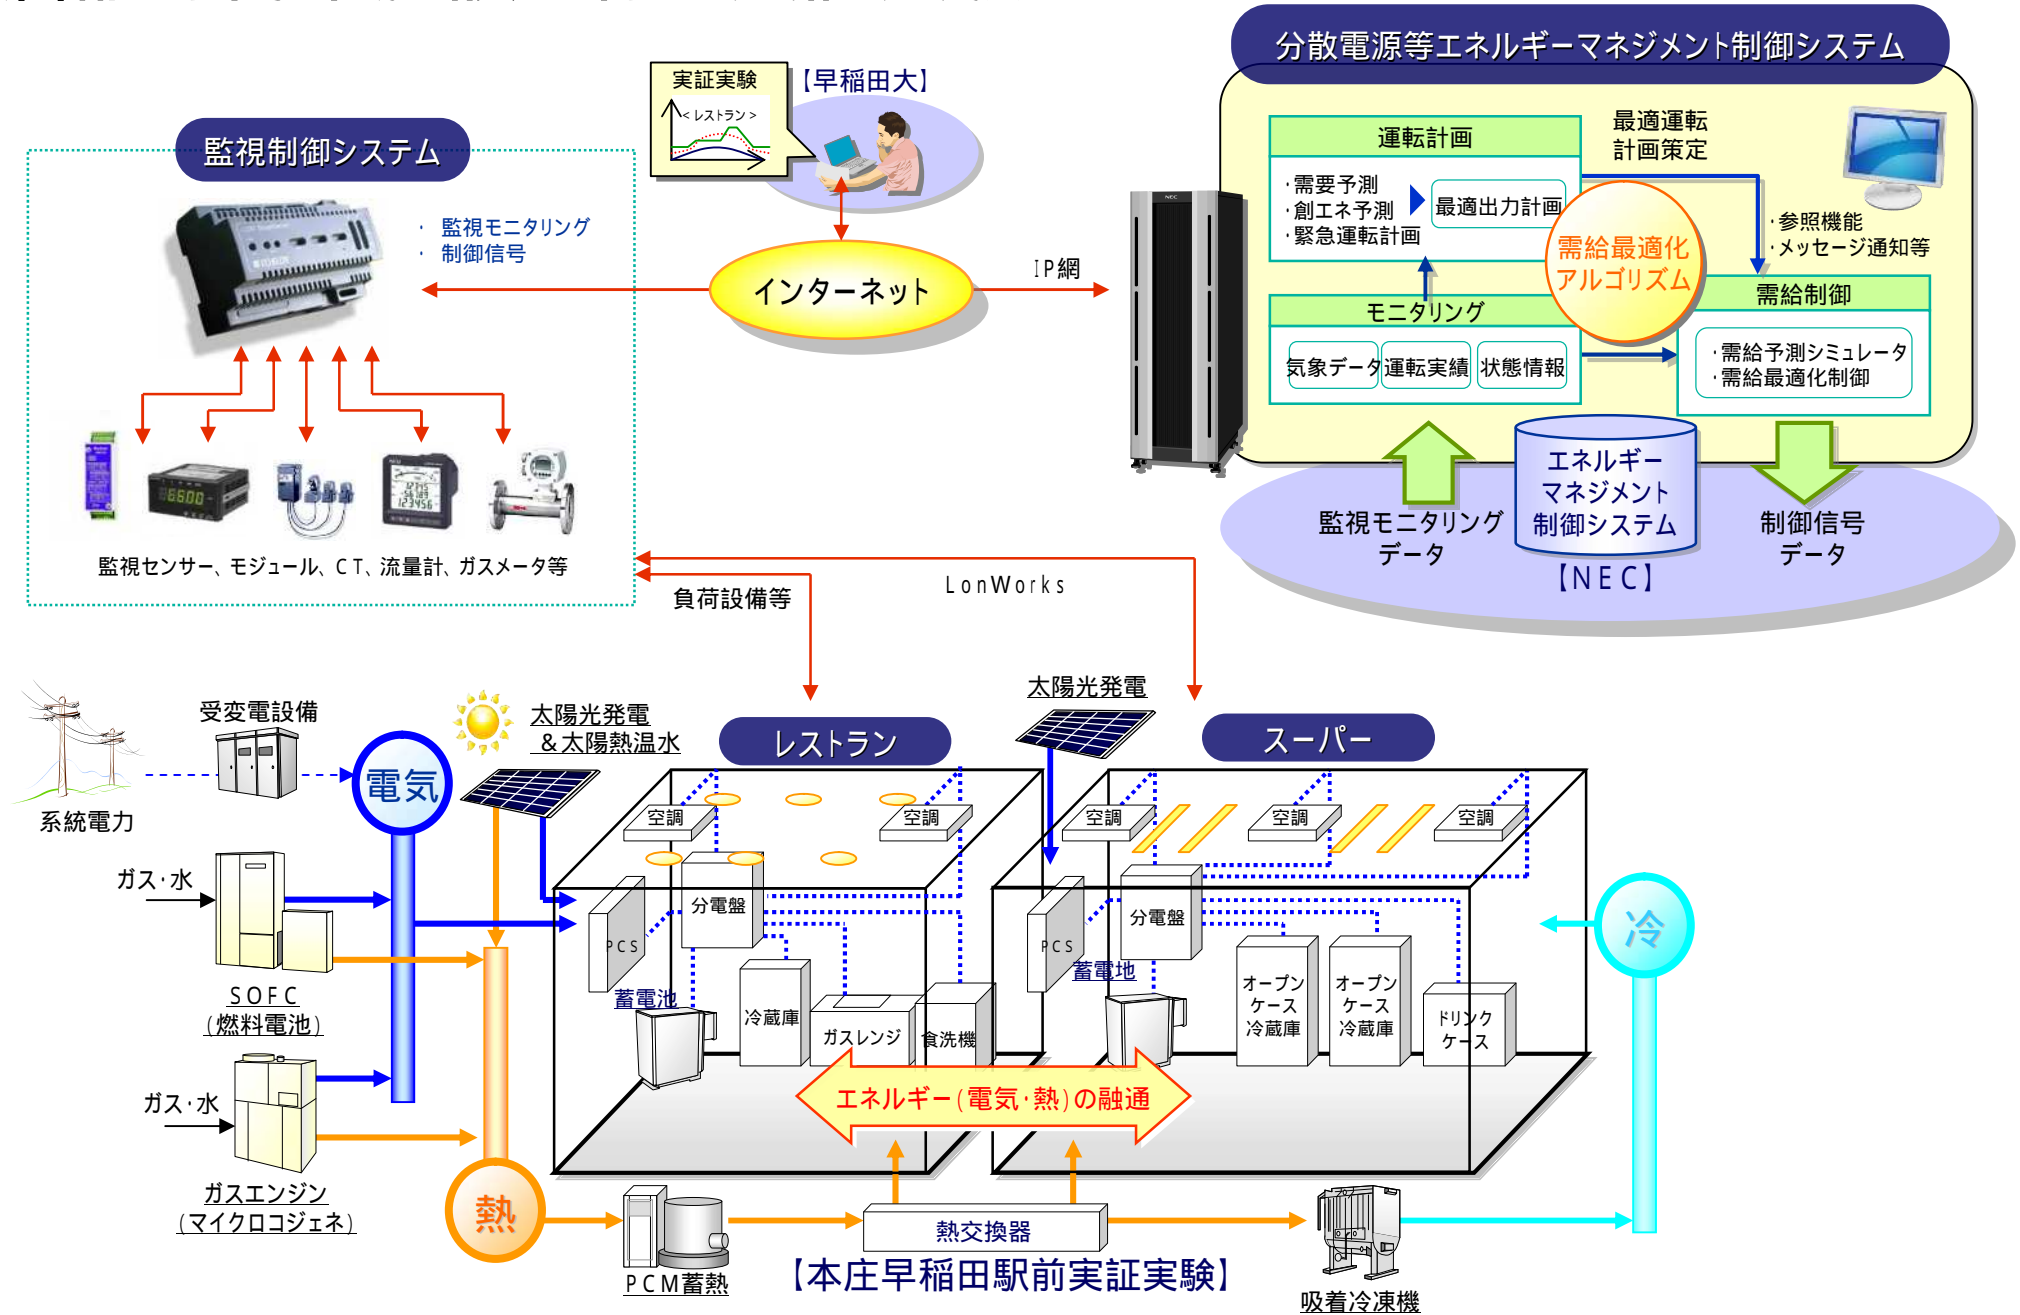 分散電源等エネルギーマネジメント制御システム
実証実験
<レストラン>
【早稲田大】
監視制御システム
・ 監視モニタリング
・ 制御信号
インターネット
IP網
NEC
運転計画
・需要予測
・創エネ予測
・緊急運転計画
最適出力計画
最適運転
計画策定
需給最適化
アルゴリズム
・参照機能
・メッセージ通知等
モニタリング
気象データ
運転実績
状態情報
需給制御
・需給予測シミュレータ
・需給最適化制御
監視モニタリング
データ
エネルギー
マネジメント
制御システム
制御信号
データ
【NEC】
6600
123456
監視センサー、モジュール、CT、流量計、ガスメータ等
負荷設備等
LonWorks
系統電力
受変電設備
電気
太陽光発電
&太陽熱温水
レストラン
太陽光発電
スーパー
ガス・水
SOFC
(燃料電池)
ガス・水
ガスエンジン
(マイクロコジェネ)
熱
空調
空調
分電盤
PCS
蓄電池
冷蔵庫
ガスレンジ
食洗機
空調
空調
空調
分電盤
PCS
蓄電地
オープン
ケース
冷蔵庫
オープン
ケース
冷蔵庫
ドリンク
ケース
冷
エネルギー(電気・熱)の融通
PCM蓄熱
熱交換器
吸着冷凍機
【本庄早稲田駅前実証実験】